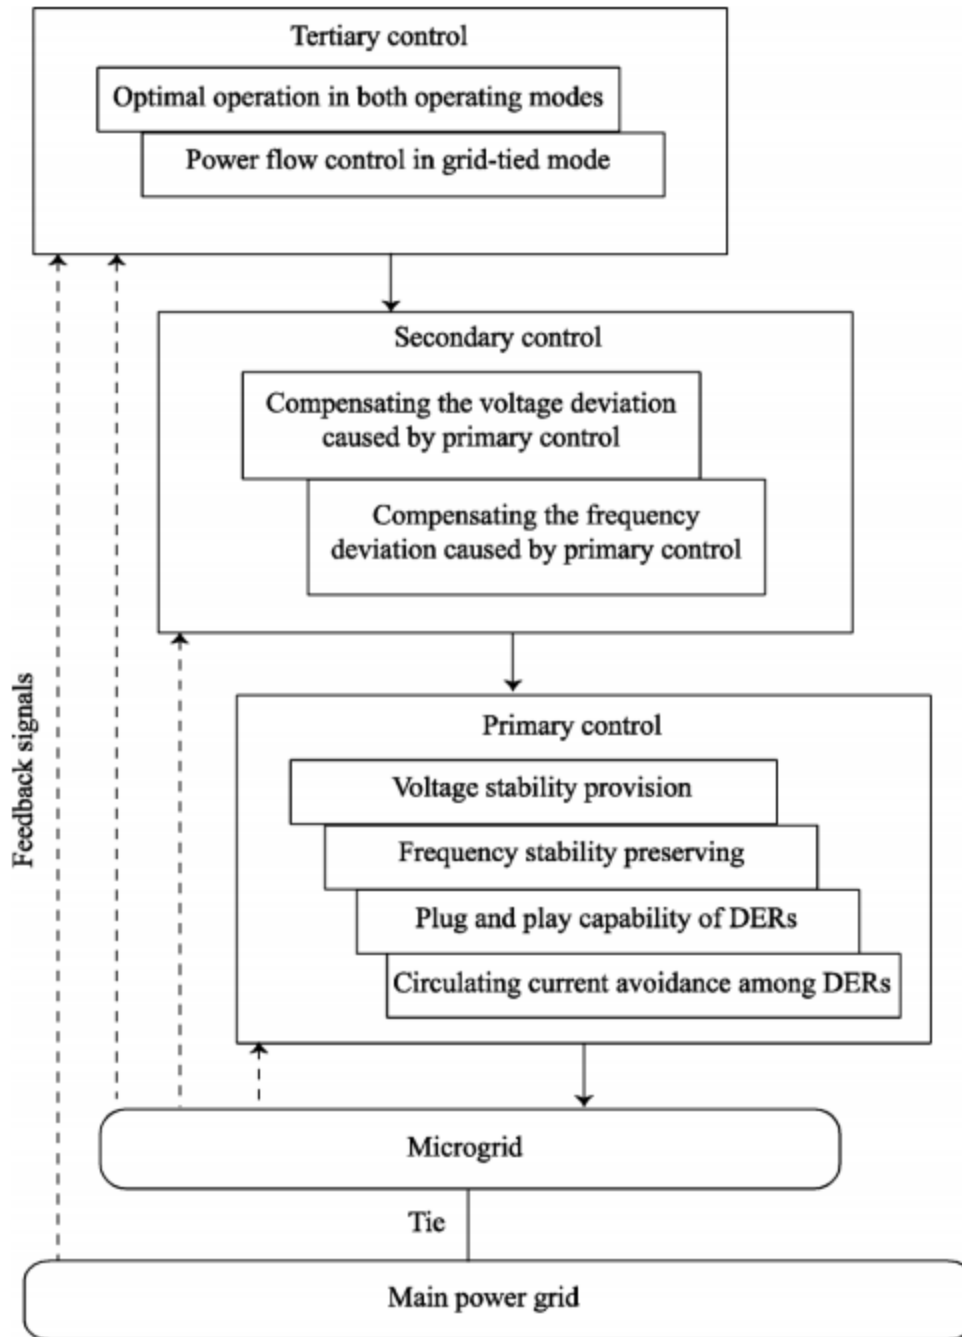 Tertiary control
Optimal operation in both operating modes
Power flow control in grid-tied mode
Secondary control
Compensating the voltage deviation
caused by primary control
Compensating the frequency
deviation caused by primary control
Feedback signals
Primary control
Voltage stability provision
Frequency stability preserving
Plug and play capability of DERs
Circulating current avoidance among DERs
Microgrid
Tie
Main power grid